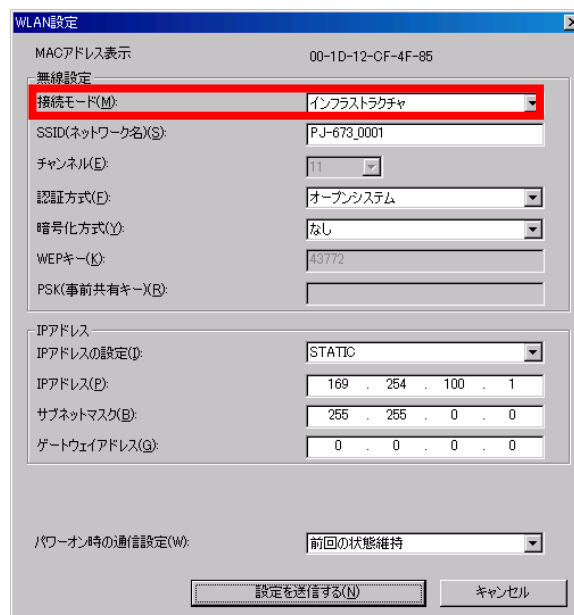 WLAN設定
MACアドレス表示 00-1D-12-CF-4F-85
無線設定
接続モード(M): インフラストラクチャ
SSID(ネットワーク名)(S): PJ-673_0001
チャンネル(E): 11
認証方式(F): オープンシステム
暗号化方式(Y): なし
WEPキー(K): 43772
PSK(事前共有キー)(R):
IPアドレス
IPアドレスの設定(I): STATIC
IPアドレス(P): 169 . 254 . 100 . 1
サブネットマスク(B): 255 . 255 . 0 . 0
ゲートウェイアドレス(G): 0 . 0 . 0 . 0
パワーオン時の通信設定(W): 前回の状態維持
設定を送信する(N) キャンセル